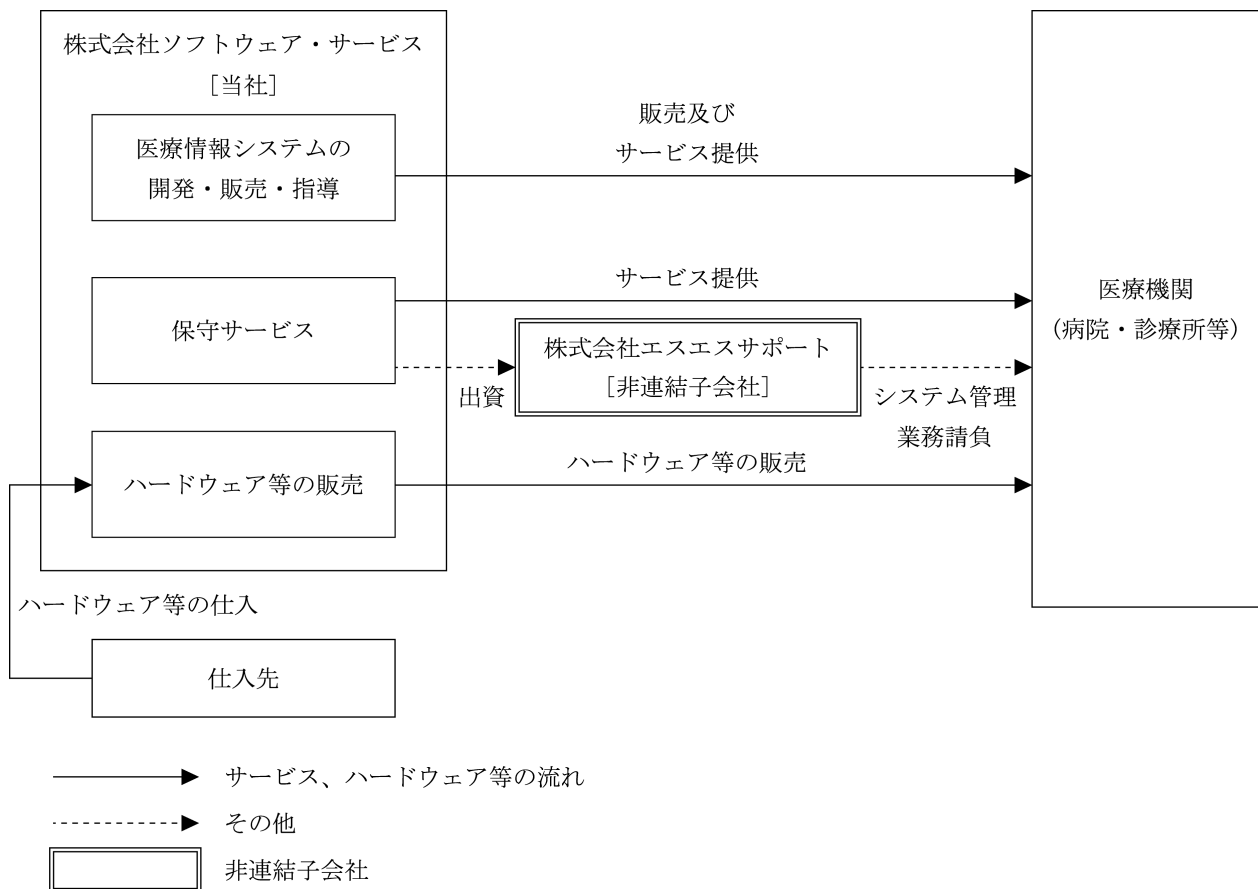 株式会社ソフトウェア・サービス
[当社]
医療情報システムの
開発・販売・指導
販売及び
サービス提供
保守サービス
サービス提供
株式会社エスエスサポート
[非連結子会社]
出資
システム管理
業務請負
ハードウェア等の販売
ハードウェア等の販売
医療機関
(病院・診療所等)
ハードウェア等の仕入
仕入先
サービス、ハードウェア等の流れ
その他
非連結子会社